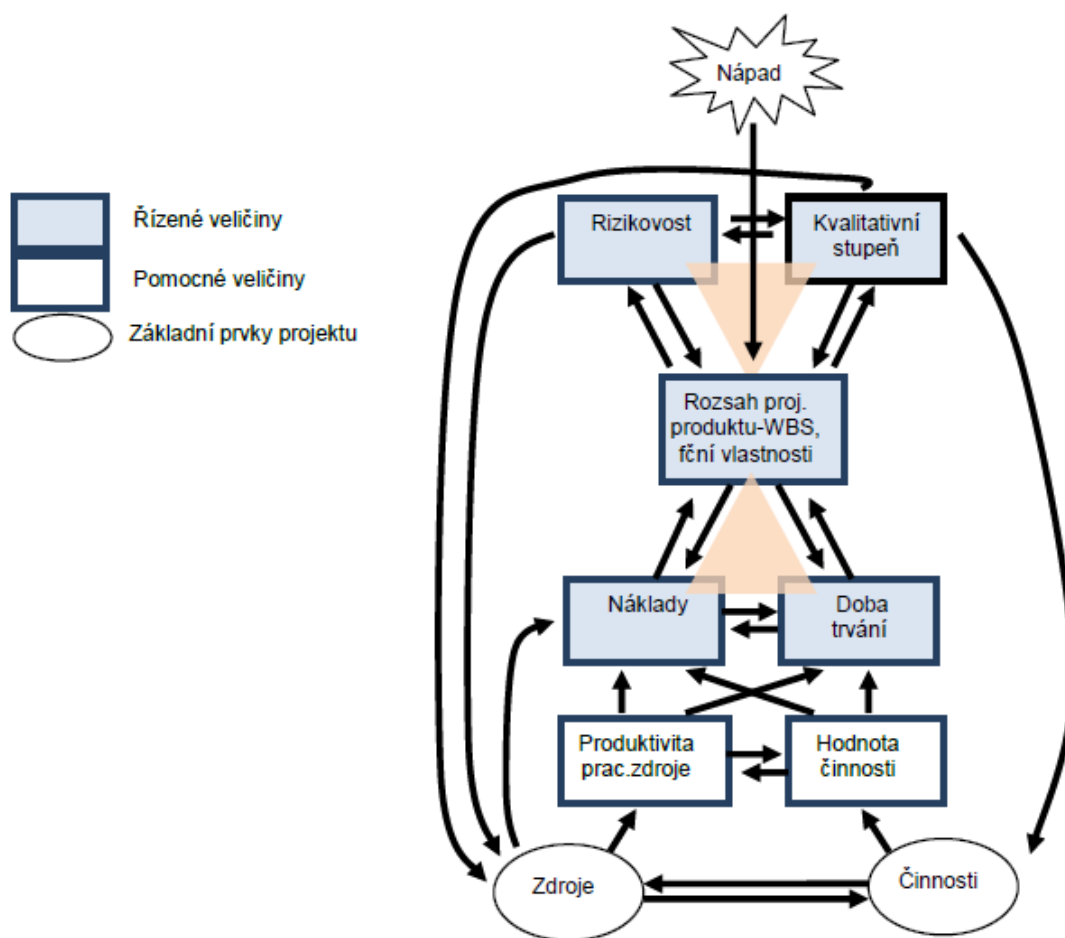 Nápad
Řízené veličiny
Pomocné veličiny
Základní prvky projektu
Rizikovost
Kvalitativní
stupeň
Rozsah proj.
produktu-WBS,
fční vlastnosti
Náklady
Doba
trvání
Produktivita
prac.zdroje
Hodnota
činnosti
Zdroje
Činnosti